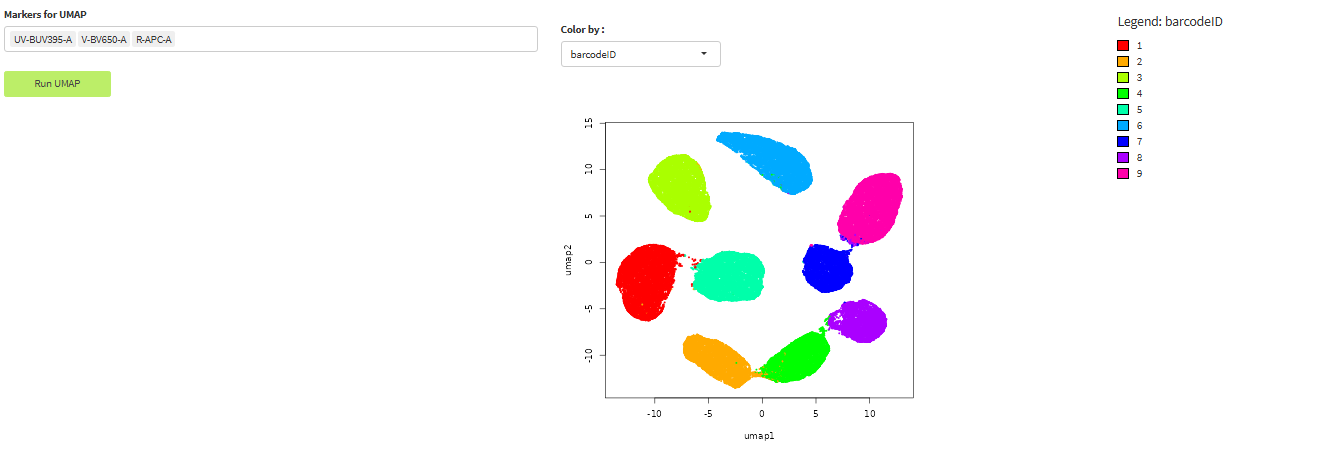 Markers for UMAP
UV-BUV395-A V-BV650-A R-APC-A
Run UMAP
Color by :
barcodeID
Legend: barcodeID
1
2
3
4
5
6
7
8
9
15
10
5
0
-5
-10
umap2
-10 -5 0 5 10
umap1